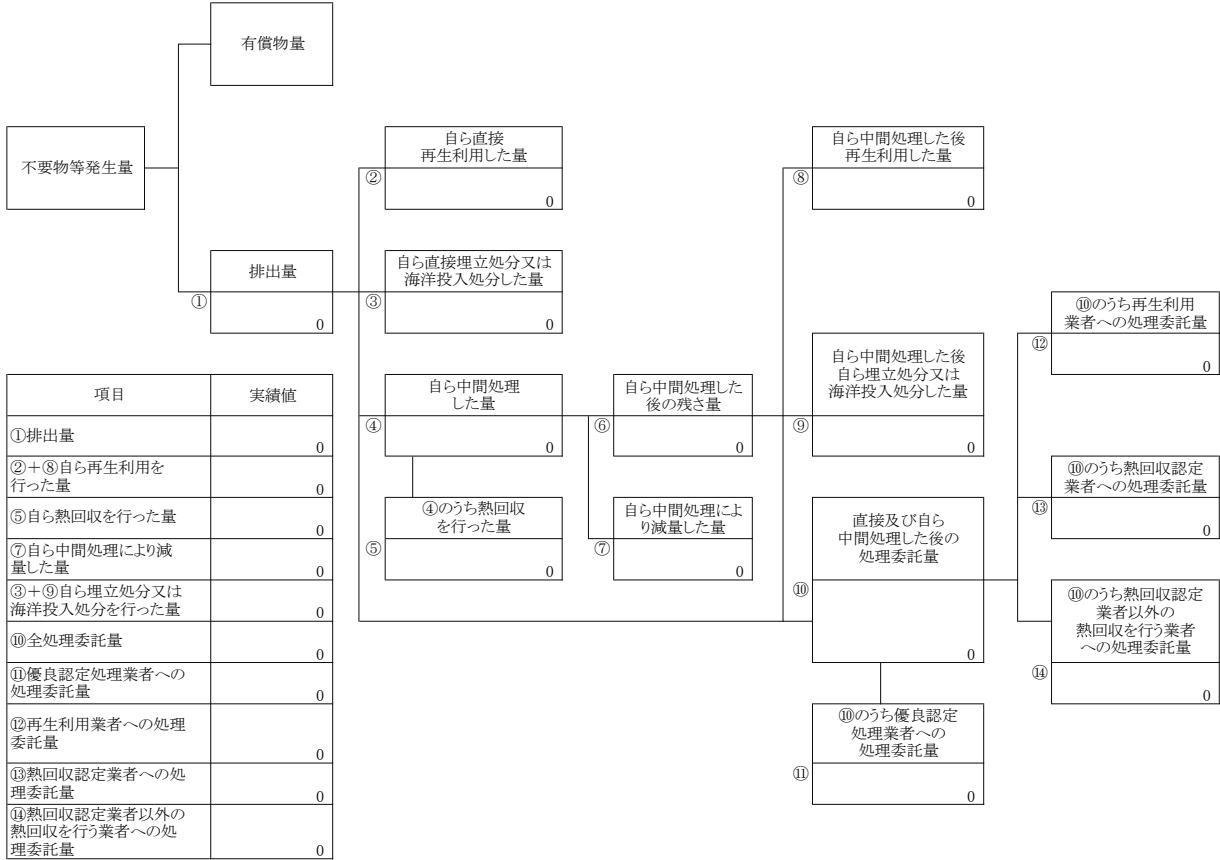 有償物量
不要物等発生量
自ら直接
再生利用した量
②
0
自ら中間処理した後
再生利用した量
⑧
0
排出量
①
0
自ら直接埋立処分又は
海洋投入処分した量
③
0
⑩のうち再生利用
業者への処理委託量
⑫
0
自ら中間処理
した量
④
0
自ら中間処理した
後の残さ量
⑥
0
自ら中間処理した後
自ら埋立処分又は
海洋投入処分した量
⑨
0
⑩のうち熱回収認定
業者への処理委託量
⑬
0
④のうち熱回収
を行った量
⑤
0
自ら中間処理によ
り減量した量
⑦
0
直接及び自ら
中間処理した後の
処理委託量
⑩
0
⑩のうち熱回収認定
業者以外の
熱回収を行う業者
への処理委託量
⑭
0
⑩のうち優良認定
処理業者への
処理委託量
⑪
0
項目 実績値
①排出量
0
②+⑧自ら再生利用を
行った量
0
⑤自ら熱回収を行った量
0
⑦自ら中間処理により減
量した量
0
③+⑨自ら埋立処分又は
海洋投入処分を行った量
0
⑩全処理委託量
0
⑪優良認定処理業者への
処理委託量
0
⑫再生利用業者への処理
委託量
0
⑬熱回収認定業者への処
理委託量
0
⑭熱回収認定業者以外の
熱回収を行う業者への処
理委託量
0